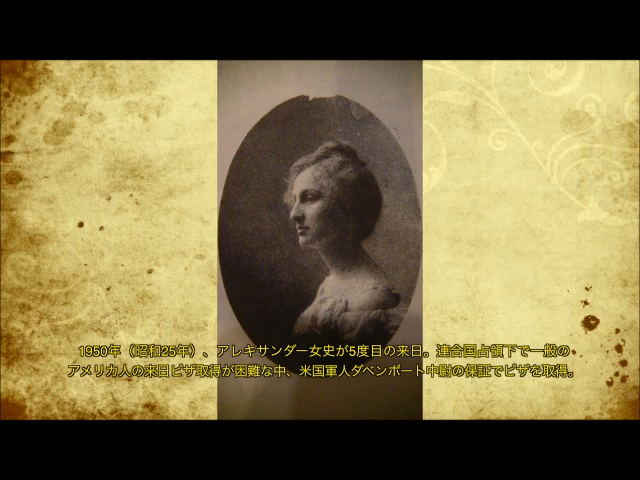 1950年（昭和25年）、アレキサンダー女史が5度目の来日。連合国占領下で一般の
アメリカ人の来日ビザ取得が困難な中、米国軍人ダベンポート中尉の保証でビザを取得。